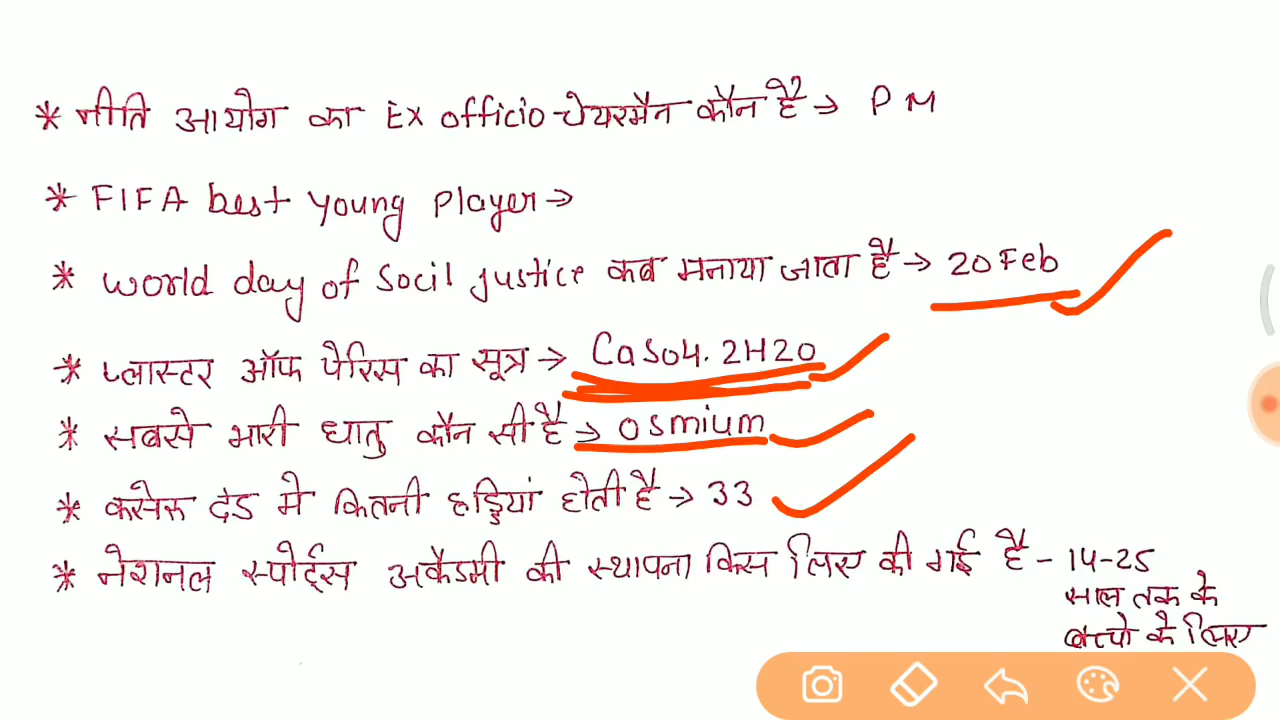 * नीति आयोग का Ex officio चेयरमैन कौन है → PM
* FIFA best young player →
* world day of socil justice कब मनाया जाता है → 20 Feb
* प्लास्टर ऑफ पेरिस का सूत्र → CaSO4.2H2O
* सबसे भारी धातु कौन सी है → osmium
* कसेरू दंड मे कितनी हड्डियां होती है → 33
* नेशनल स्पोर्ट्स अकैडमी की स्थापना किस लिए की गई है - 14-25
साल तक के
बच्चो के लिए